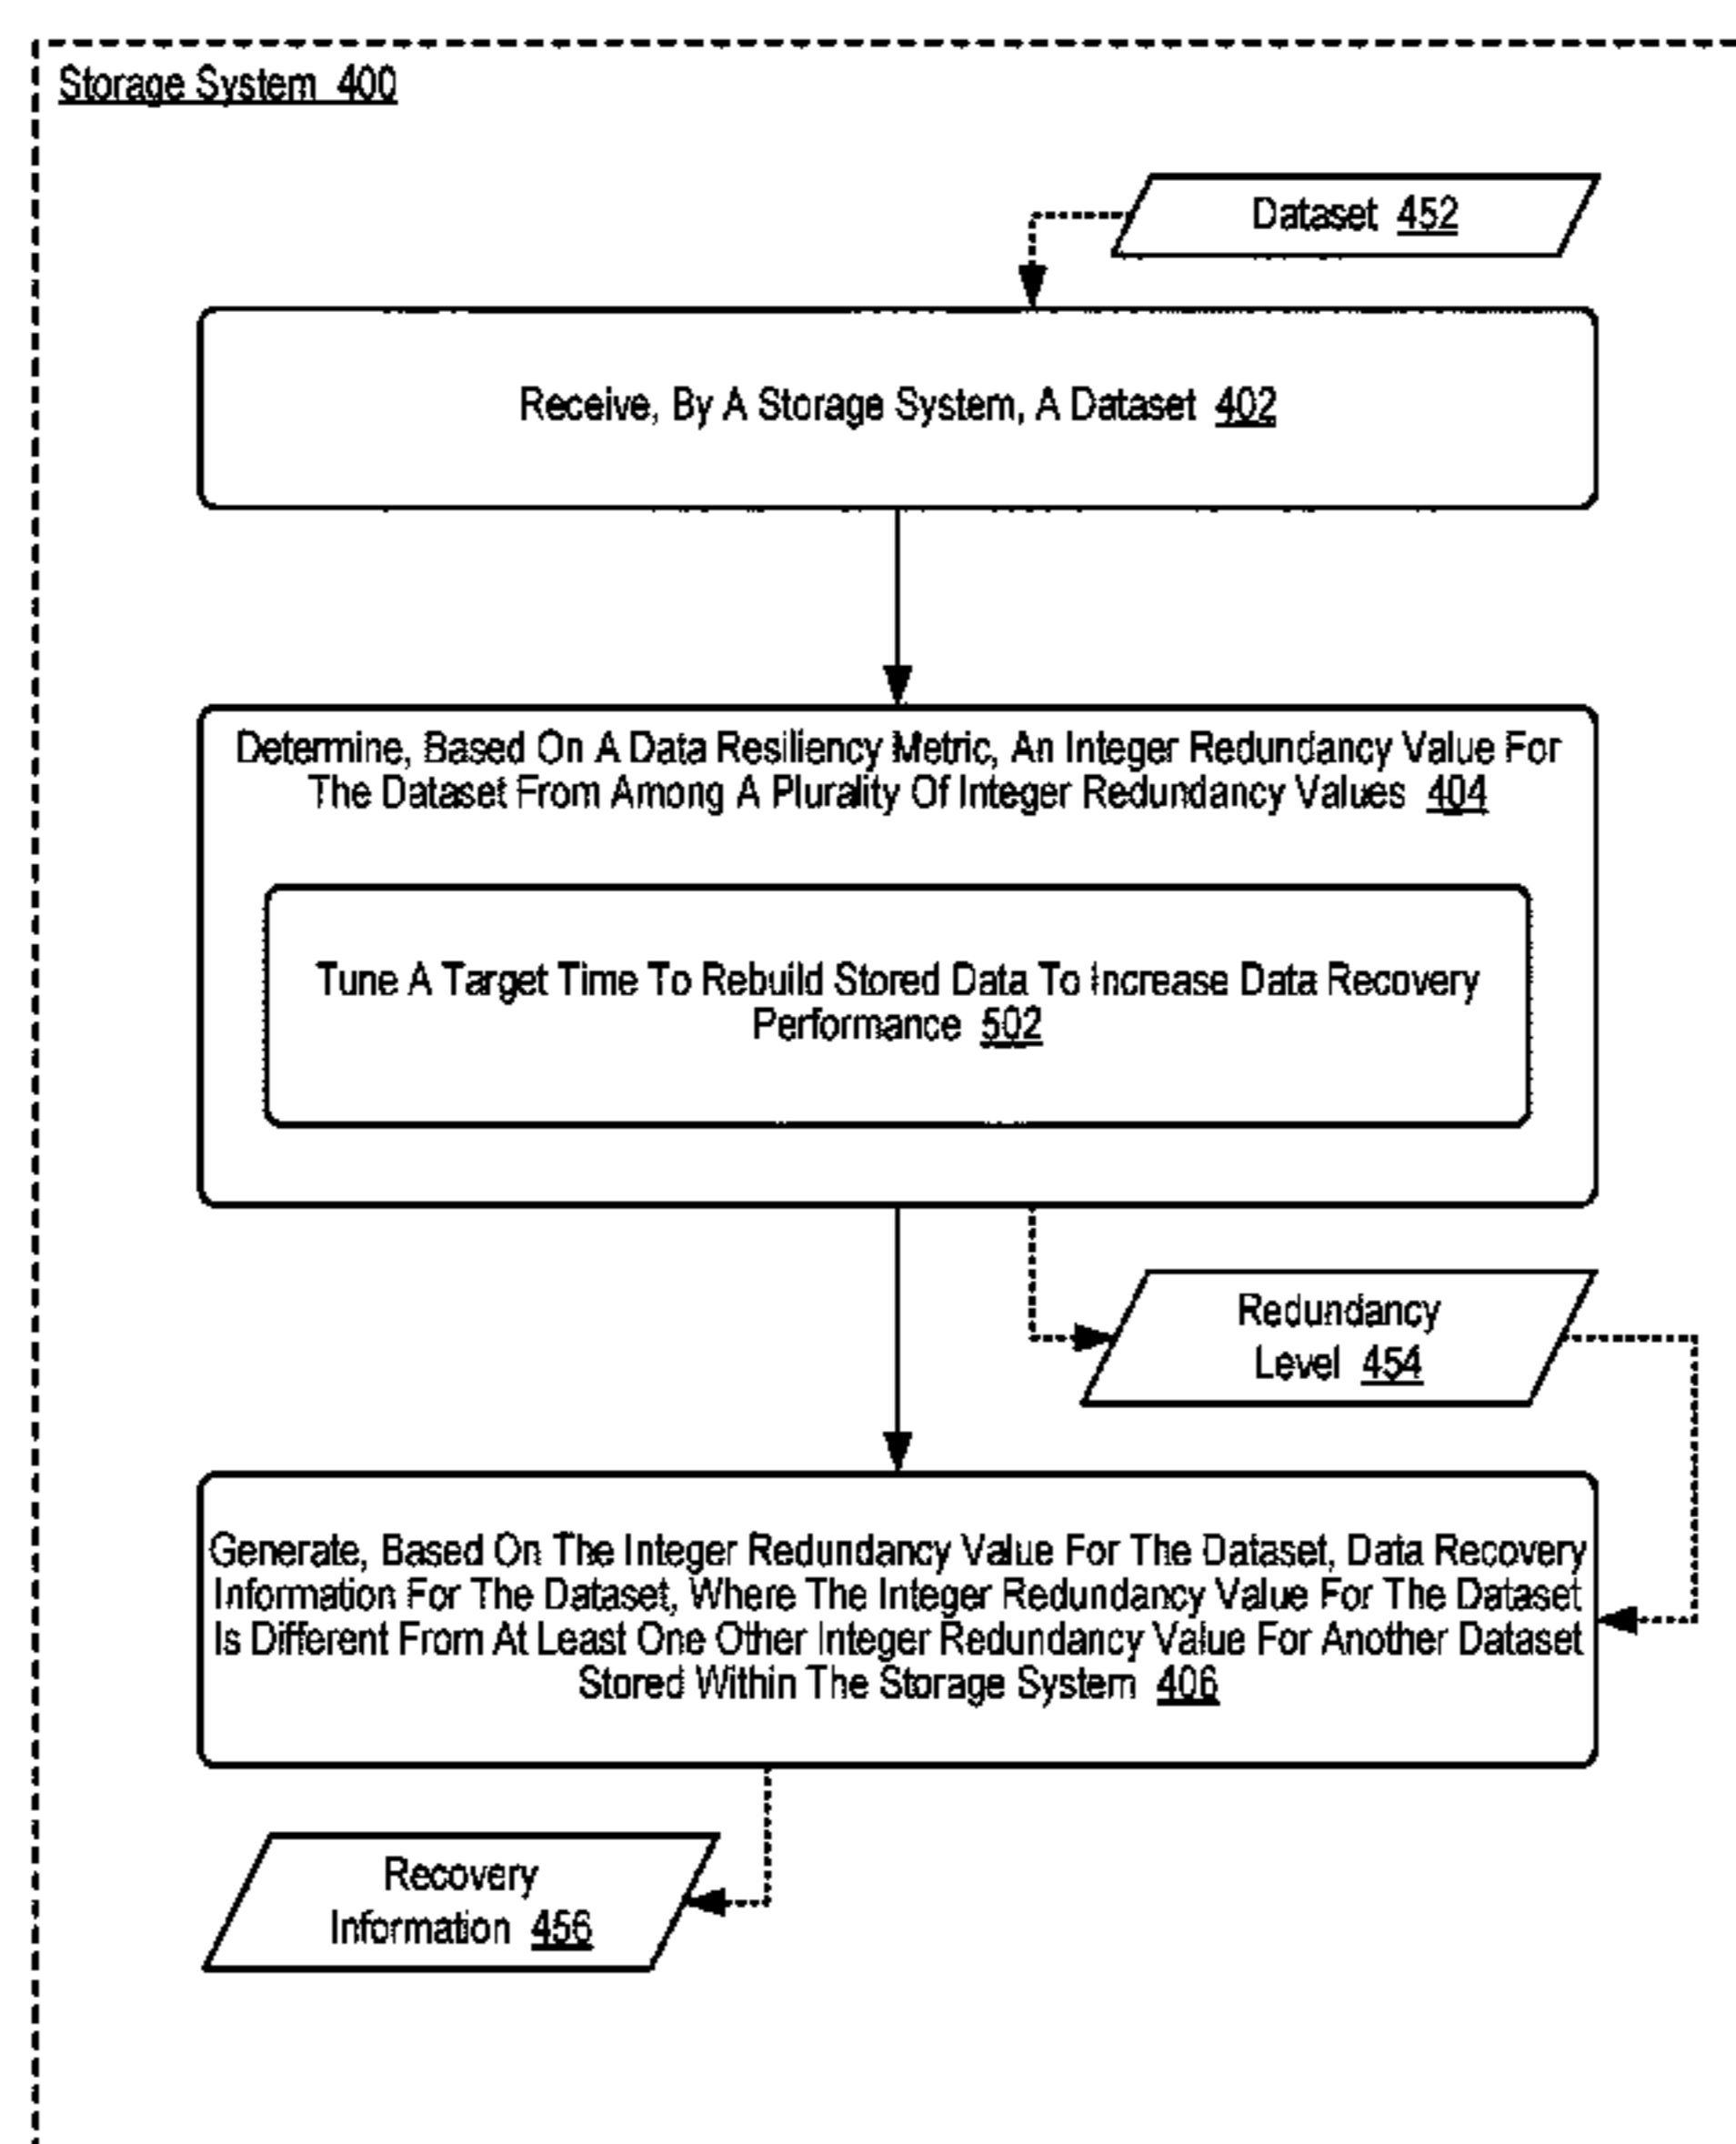 Storage System 400
Dataset 452
Receive, By A Storage System, A Dataset 402
Determine, Based On A Data Resiliency Metric, An Integer Redundancy Value For
The Dataset From Among A Plurality Of Integer Redundancy Values 404
Tune A Target Time To Rebuild Stored Data To Increase Data Recovery
Performance 502
Redundancy
Level 454
Generate, Based On The Integer Redundancy Value For The Dataset, Data Recovery
Information For The Dataset, Where The Integer Redundancy Value For The Dataset
Is Different From At Least One Other Integer Redundancy Value For Another Dataset
Stored Within The Storage System 406
Recovery
Information 456